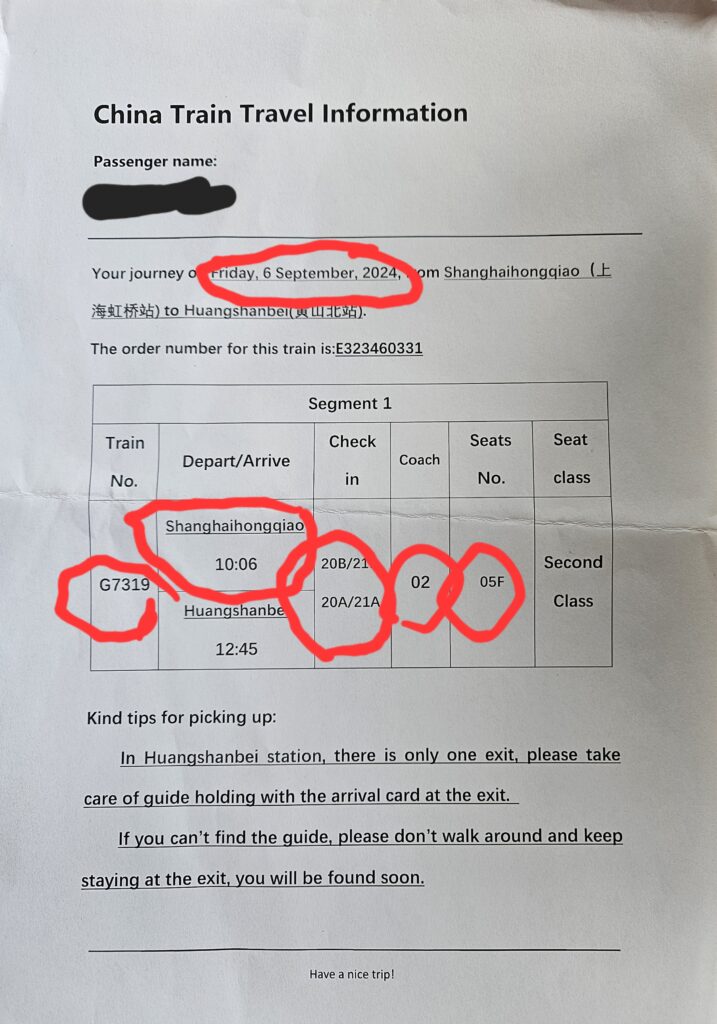 China Train Travel Information
Passenger name:
Your journey o Friday, 6 September, 2024, om Shanghaihongqiao（上
海虹桥站) to Huangshanbei(黄山北站).
The order number for this train is:E323460331
Segment 1
Train No. Depart/Arrive Check in Coach Seats No. Seat class
G7319 Shanghaihongqiao 10:06 Huangshanbe 12:45 20B/21 20A/21A 02 05F Second Class
Kind tips for picking up:
In Huangshanbei station, there is only one exit, please take
care of guide holding with the arrival card at the exit.
If you can't find the guide, please don't walk around and keep
staying at the exit, you will be found soon.
Have a nice trip!